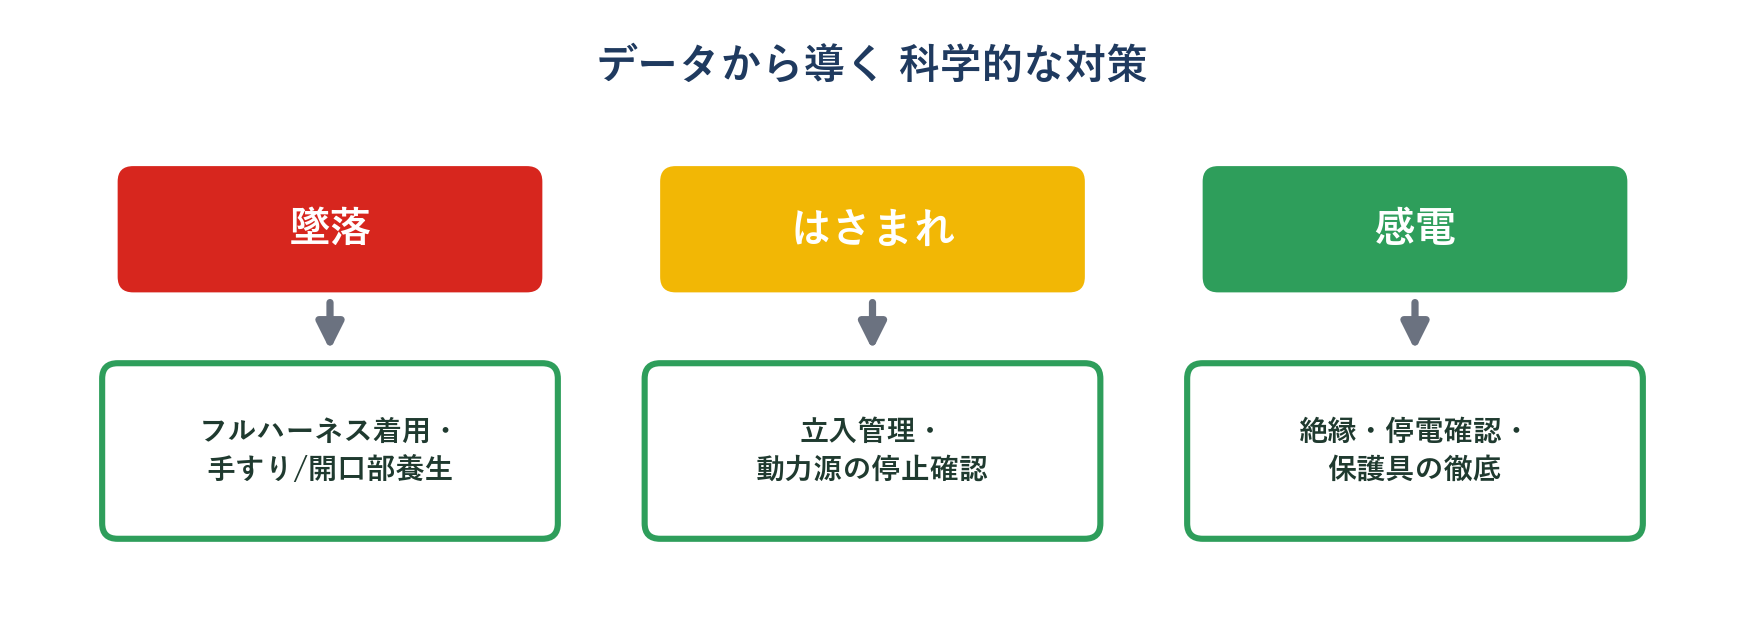 データから導く 科学的な対策
墜落
はさまれ
感電
フルハーネス着用・
手すり/開口部養生
立入管理・
動力源の停止確認
絶縁・停電確認・
保護具の徹底